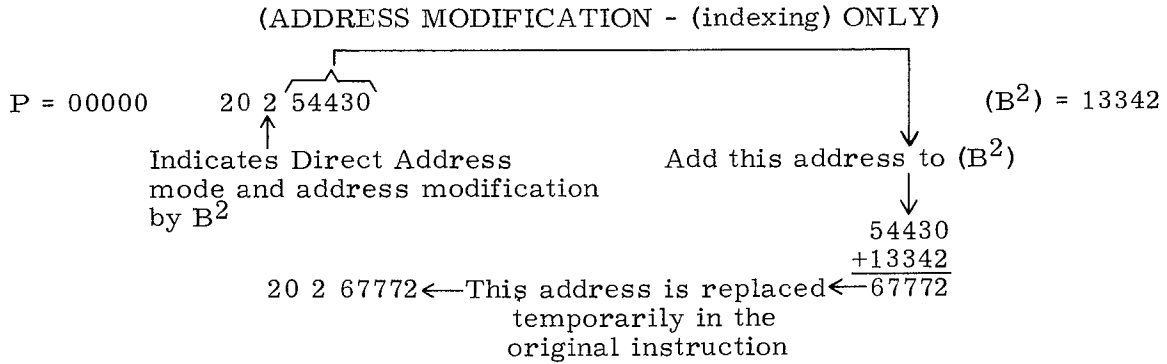 (ADDRESS MODIFICATION - (indexing) ONLY)
P = 00000 20 2 54430 (B²) = 13342
Indicates Direct Address
mode and address modification
by B²
Add this address to (B²)
54430
+13342
20 2 67772 This address is replaced 67772
temporarily in the
original instruction